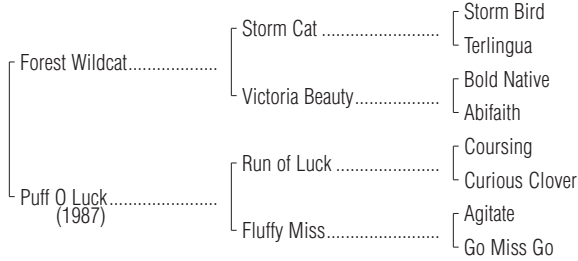 Storm Bird
Storm Cat ........................
Terlingua
Forest Wildcat..................
Bold Native
Victoria Beauty.................
Abifaith
Coursing
Run of Luck .....................
Curious Clover
Puff O Luck......................
(1987)
Agitate
Fluffy Miss.......................
Go Miss Go